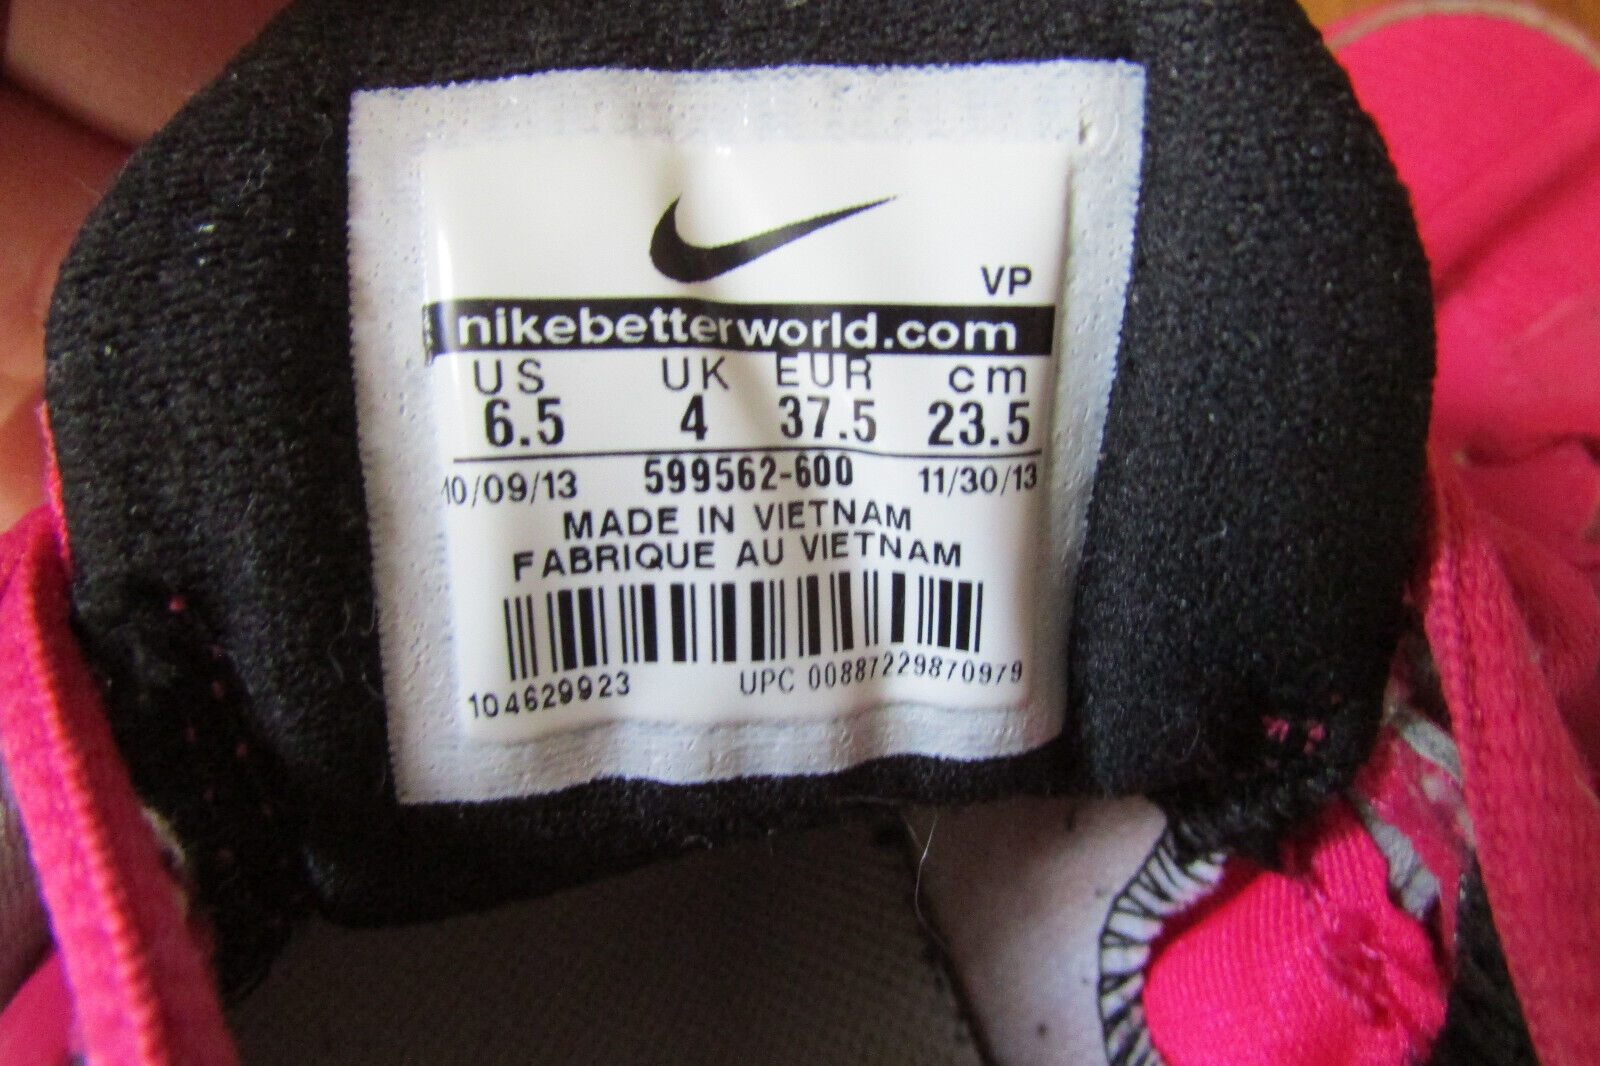 VP
nikebetterworld.com
US UK EUR cm
6.5 4 37.5 23.5
10/09/13 599562-600 11/30/13
MADE IN VIETNAM
FABRIQUE AU VIETNAM
104629923 UPC 00887229870979